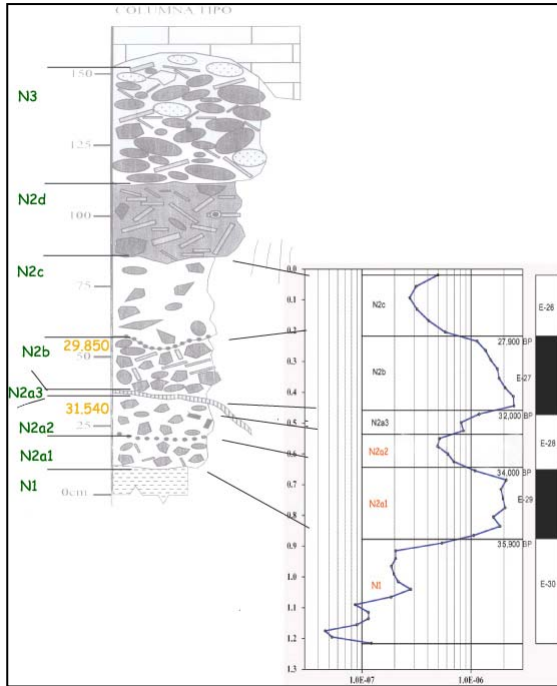 COLUMNA TIPO
150
N3
125
N2d
100
N2c
75
29.850
N2b
50
N2a3
31.540
25
N2a2
N2a1
N1
0cm
0.0
0.1
0.2
0.3
0.4
0.5
0.6
0.7
0.8
0.9
1.0
1.1
1.2
1.3
N2c
N2b
N2a3
N2a2
N2a1
N1
27,900 BP
32,000 BP
34,000 BP
35,900 BP
E-26
E-27
E-28
E-29
E-30
1,0E-07
1,0E-06